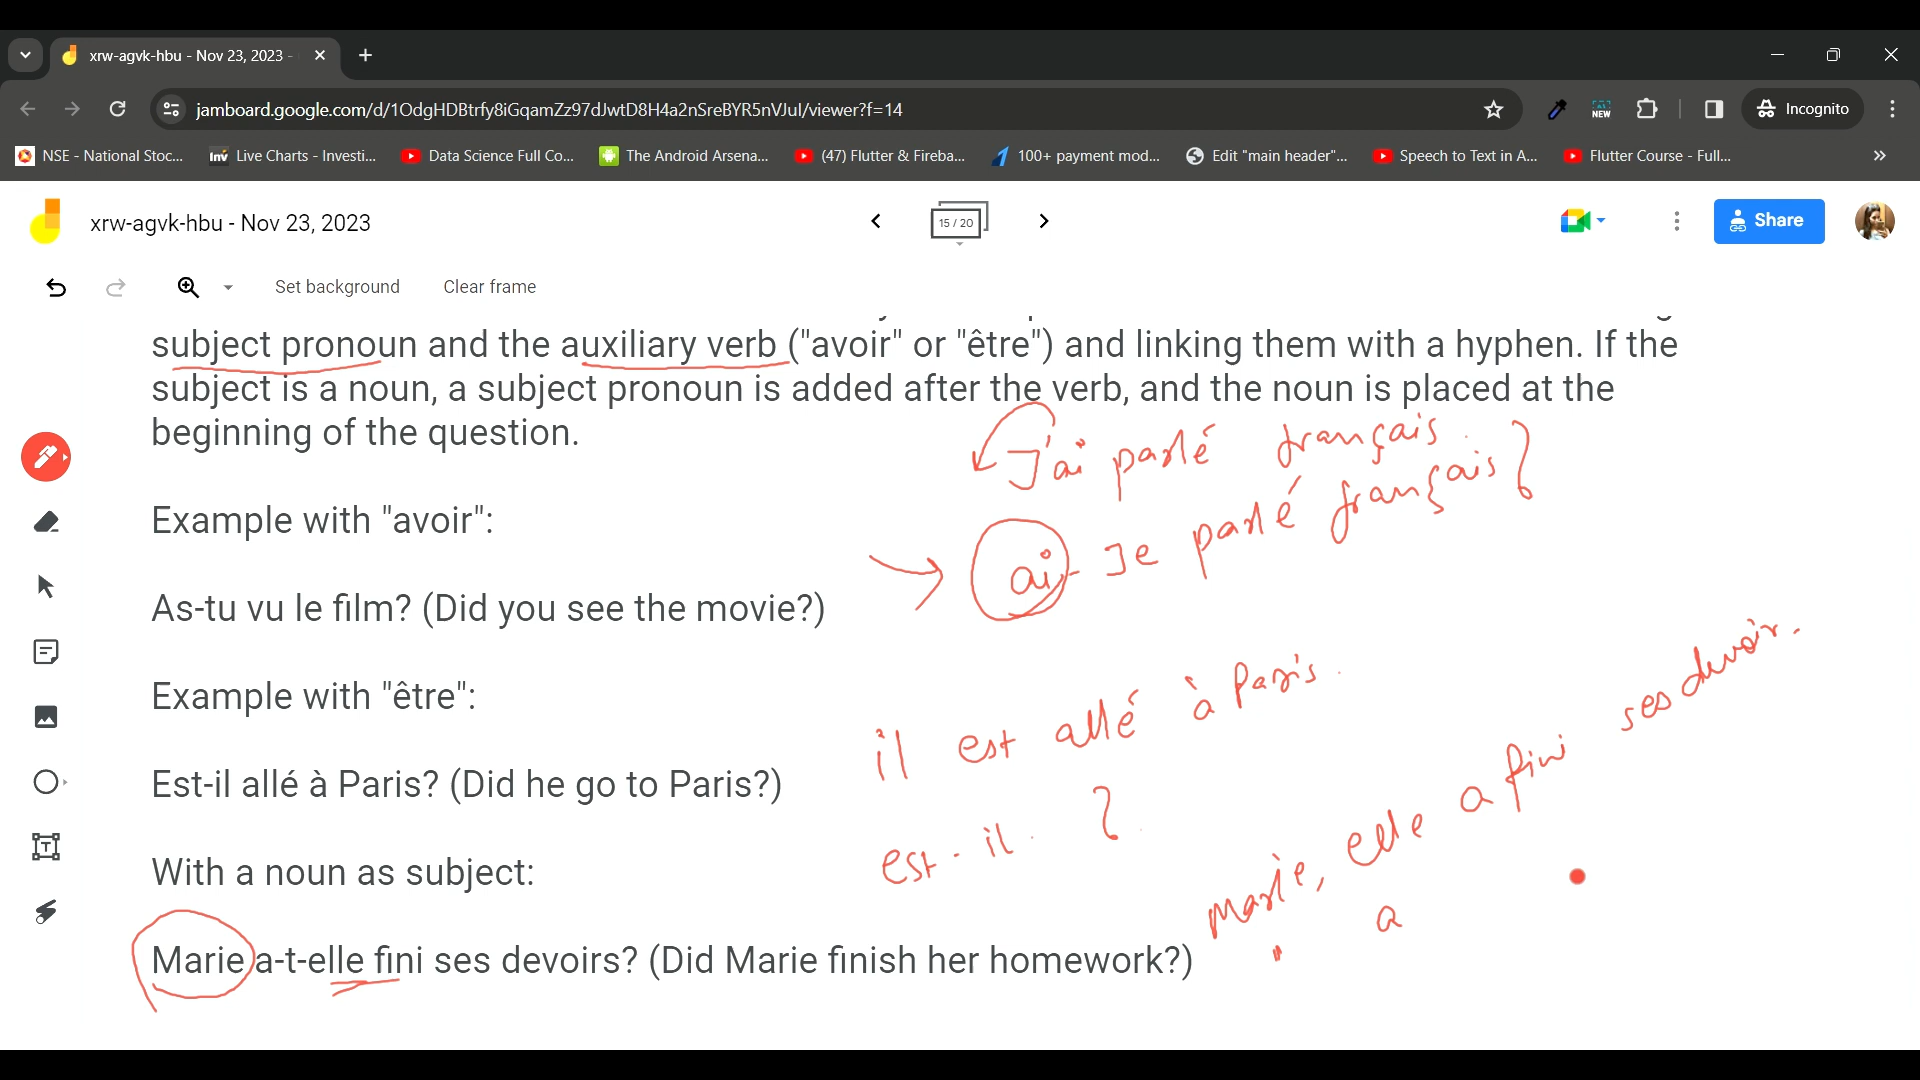 xrw-agvk-hbu - Nov 23, 2023 -
jamboard.google.com/d/1OdgHDBtrfy8iGqamZz97dJwtD8H4a2nSreBYR5nVJuI/viewer?f=14
NEW
Incognito
NSE - National Stoc...
Inv Live Charts - Investi...
Data Science Full Co...
The Android Arsena...
(47) Flutter & Fireba...
100+ payment mod...
Edit "main header"...
Speech to Text in A...
Flutter Course - Full...
xrw-agvk-hbu - Nov 23, 2023
15 / 20
Share
Set background
Clear frame
subject pronoun and the auxiliary verb ("avoir" or "être") and linking them with a hyphen. If the
subject is a noun, a subject pronoun is added after the verb, and the noun is placed at the
beginning of the question.
J'ai parlé français.
Example with "avoir":
ai-Je parlé français?
As-tu vu le film? (Did you see the movie?)
Example with "être":
il est allé à Paris.
Est-il allé à Paris? (Did he go to Paris?)
est-il. ?
With a noun as subject:
Marie, elle a fini ses devoir.
" a
Marie a-t-elle fini ses devoirs? (Did Marie finish her homework?)